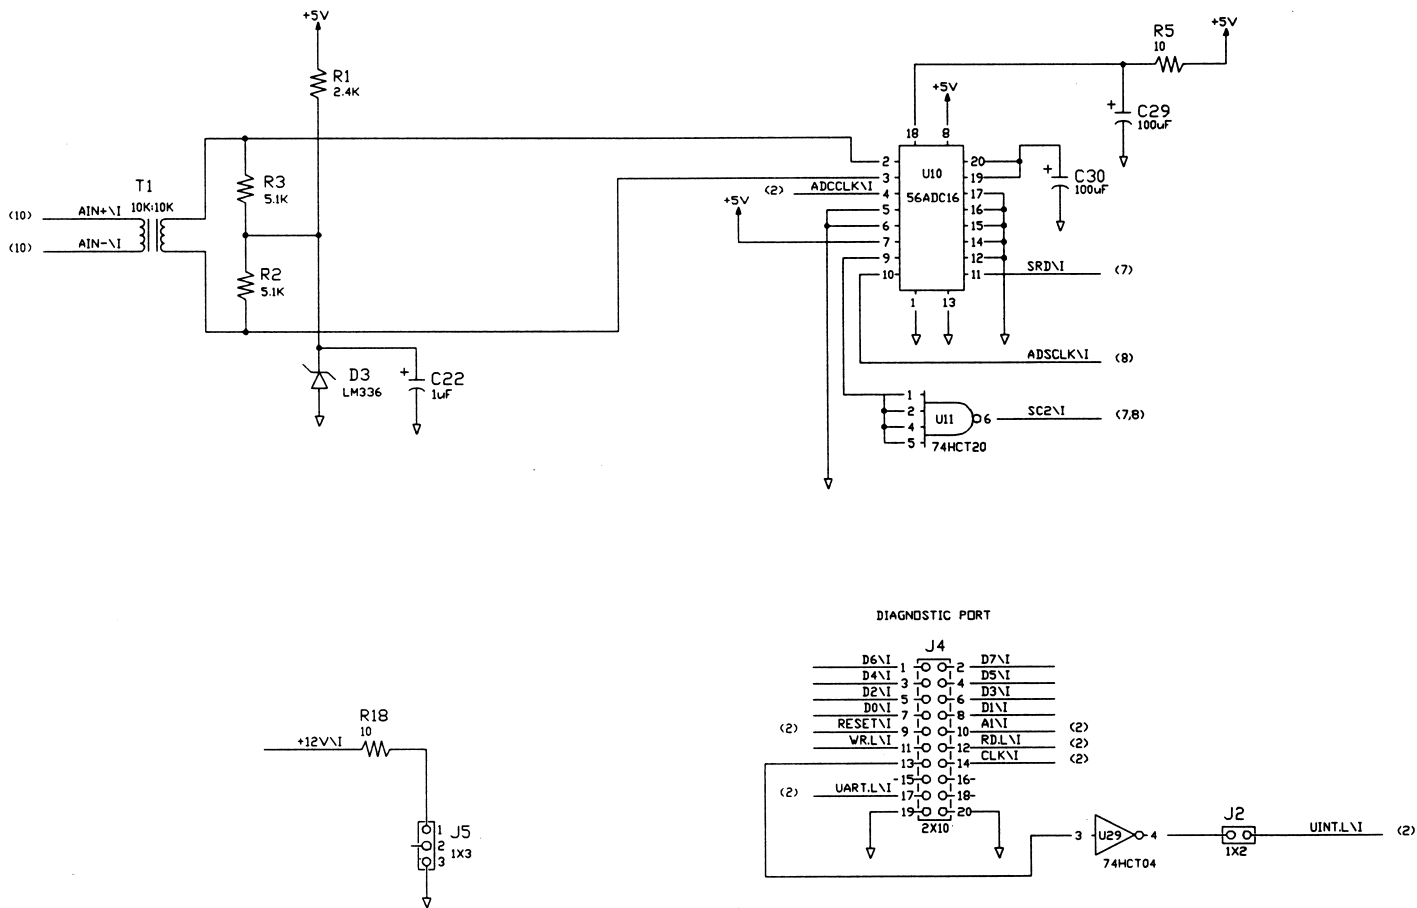 +5V
R1
2.4K
R5
10
+5V
+5V
C29
100uF
18 8
T1
10K:10K
R3
5.1K
R2
5.1K
(10) AIN+\I
(10) AIN-\I
U10
56ADC16
2 20
3 19
(2) ADCCLK\I 4 17
+5V
5 16
6 15
7 14
9 12
10 11 SRD\I (7)
1 13
C30
100uF
ADSCLK\I (8)
D3
LM336
C22
1uF
1
2
4
5
U11
6 SC2\I (7,8)
74HCT20
DIAGNOSTIC PORT
J4
D6\I 1 2 D7\I
D4\I 3 4 D5\I
D2\I 5 6 D3\I
D0\I 7 8 D1\I
(2) RESET\I 9 10 A1\I (2)
WR.L\I 11 12 RD.L\I (2)
13 14 CLK\I (2)
15 16
(2) UART.L\I 17 18
19 20
2X10
R18
10
+12V\I
1
2
3
J5
1X3
3 U29 4
74HCT04
J2
1X2
UINT.L\I (2)